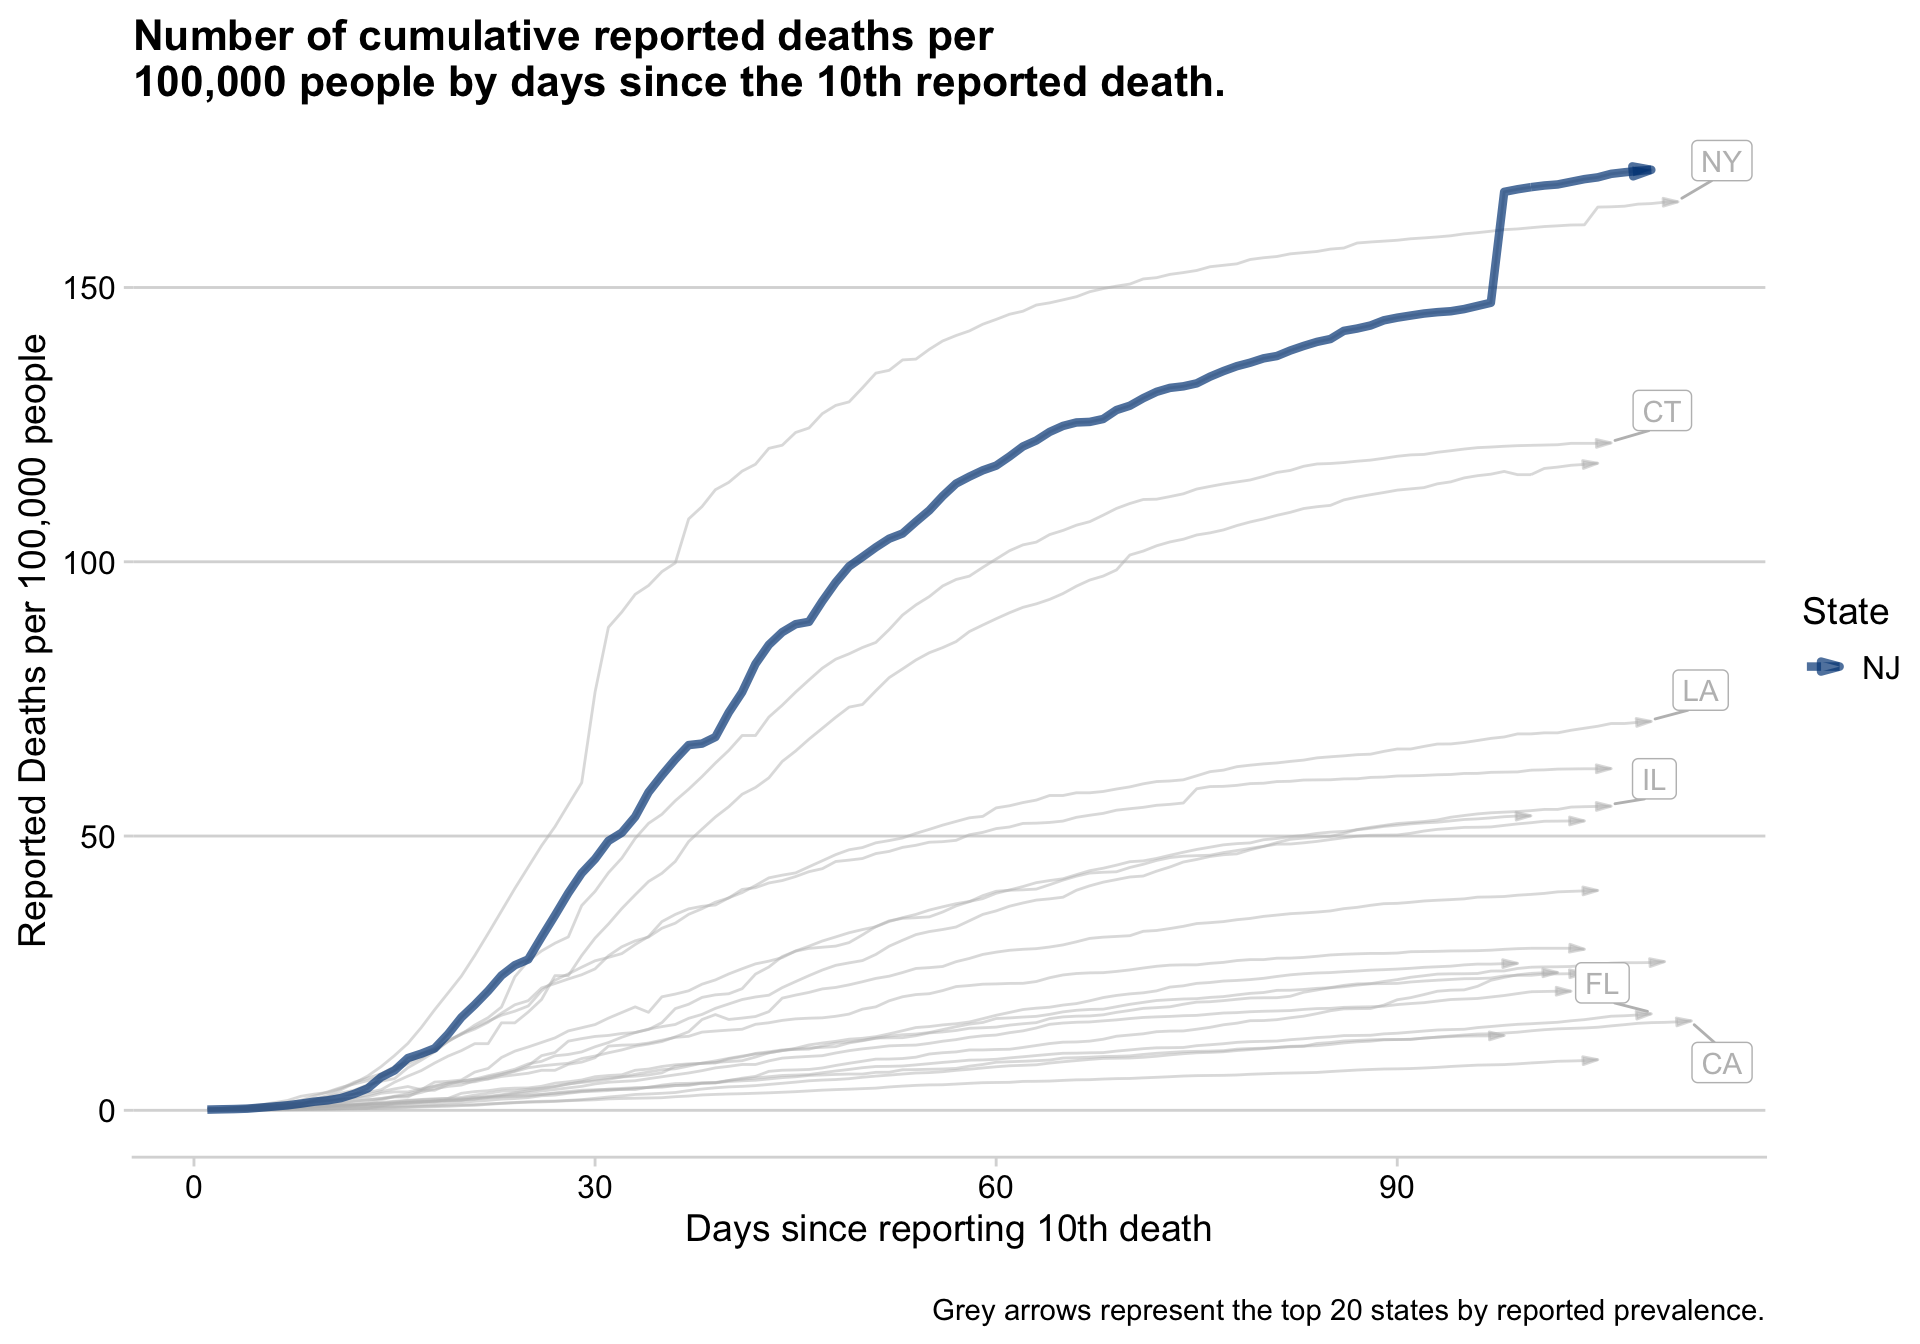 Number of cumulative reported deaths per
100,000 people by days since the 10th reported death.
NY
150
CT
100
State
NJ
LA
IL
50
FL
CA
0
Reported Deaths per 100,000 people
0 30 60 90
Days since reporting 10th death
Grey arrows represent the top 20 states by reported prevalence.